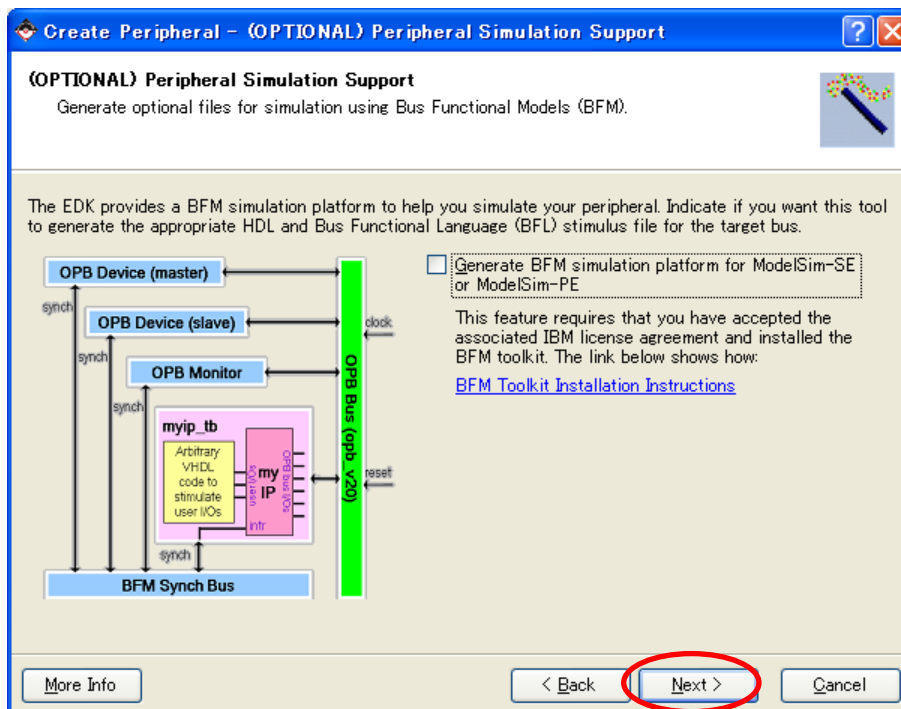 Create Peripheral - (OPTIONAL) Peripheral Simulation Support
(OPTIONAL) Peripheral Simulation Support
Generate optional files for simulation using Bus Functional Models (BFM).
The EDK provides a BFM simulation platform to help you simulate your peripheral. Indicate if you want this tool
to generate the appropriate HDL and Bus Functional Language (BFL) stimulus file for the target bus.
OPB Device (master)
synch
OPB Device (slave)
synch
OPB Monitor
synch
myip_tb
Arbitrary
VHDL
code to
stimulate
user I/Os
user I/Os
my
IP
OPB bus I/Os
intr
synch
BFM Synch Bus
OPB Bus (opb_v20)
clock
reset
Generate BFM simulation platform for ModelSim-SE
or ModelSim-PE
This feature requires that you have accepted the
associated IBM license agreement and installed the
BFM toolkit. The link below shows how:
BFM Toolkit Installation Instructions
More Info
< Back
Next >
Cancel